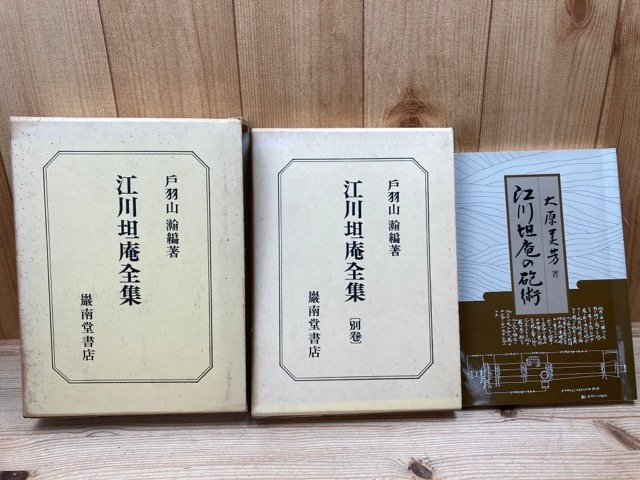 戸羽山 瀚編著
江川坦庵全集
巖南堂書店
戸羽山 瀚編著
江川坦庵全集〔別巻〕
巖南堂書店
大原美芳 著
江川坦庵の砲術